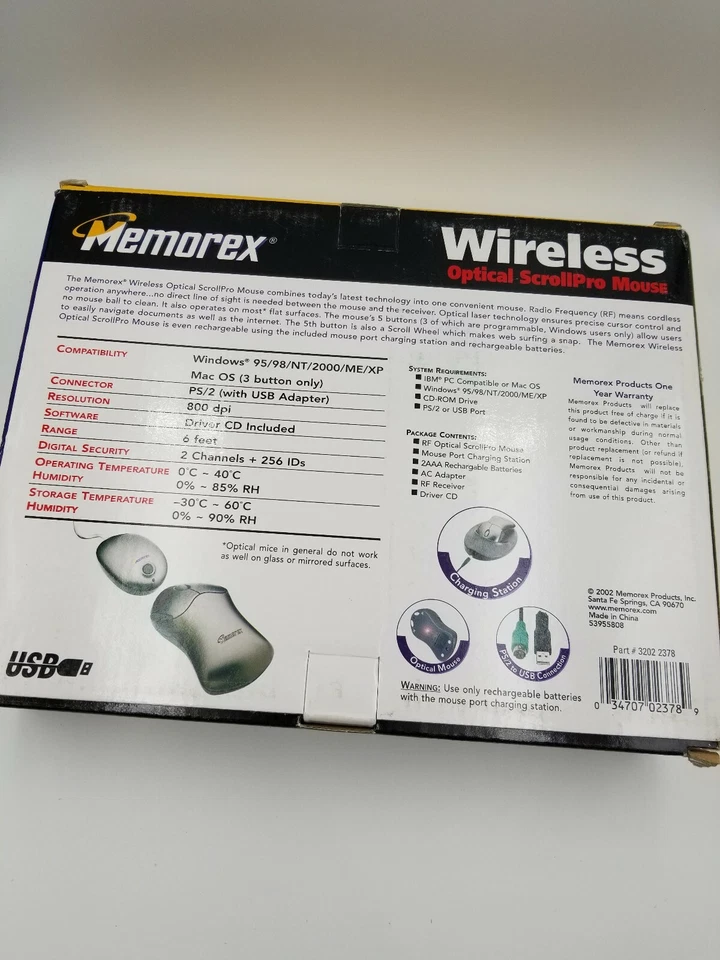 Memorex®
Wireless
Optical ScrollPro Mouse
The Memorex® Wireless Optical ScrollPro Mouse combines today's latest technology into one convenient mouse. Radio Frequency (RF) means cordless
operation anywhere...no direct line of sight is needed between the mouse and the receiver. Optical laser technology ensures precise cursor control and
no mouse ball to clean. It also operates on most* flat surfaces. The mouse's 5 buttons (3 of which are programmable, Windows users only) allow users
to easily navigate documents as well as the internet. The 5th button is also a Scroll Wheel which makes web surfing a snap. The Memorex Wireless
Optical ScrollPro Mouse is even rechargeable using the included mouse port charging station and rechargeable batteries.
Compatibility Windows® 95/98/NT/2000/ME/XP
Mac OS (3 button only)
Connector PS/2 (with USB Adapter)
Resolution 800 dpi
Software Driver CD Included
Range 6 feet
Digital Security 2 Channels + 256 IDs
Operating Temperature 0°C ~ 40°C
Humidity 0% ~ 85% RH
Storage Temperature –30°C ~ 60°C
Humidity 0% ~ 90% RH
*Optical mice in general do not work
as well on glass or mirrored surfaces.
Memorex
USB
System Requirements:
IBM® PC Compatible or Mac OS
Windows® 95/98/NT/2000/ME/XP
CD-ROM Drive
PS/2 or USB Port
Package Contents:
RF Optical ScrollPro Mouse
Mouse Port Charging Station
2AAA Rechargable Batteries
AC Adapter
RF Receiver
Driver CD
Charging Station
Optical Mouse
PS/2 to USB Connection
Warning: Use only rechargeable batteries
with the mouse port charging station.
Memorex Products One
Year Warranty
Memorex Products will replace
this product free of charge if it is
found to be defective in materials
or workmanship during normal
usage conditions. Other than
product replacement (or refund if
replacement is not possible),
Memorex Products will not be
responsible for any incidental or
consequential damages arising
from use of this product.
© 2002 Memorex Products, Inc.
Santa Fe Springs, CA 90670
www.memorex.com
Made in China
S3955808
Part # 3202 2378
0 34707 02378 9